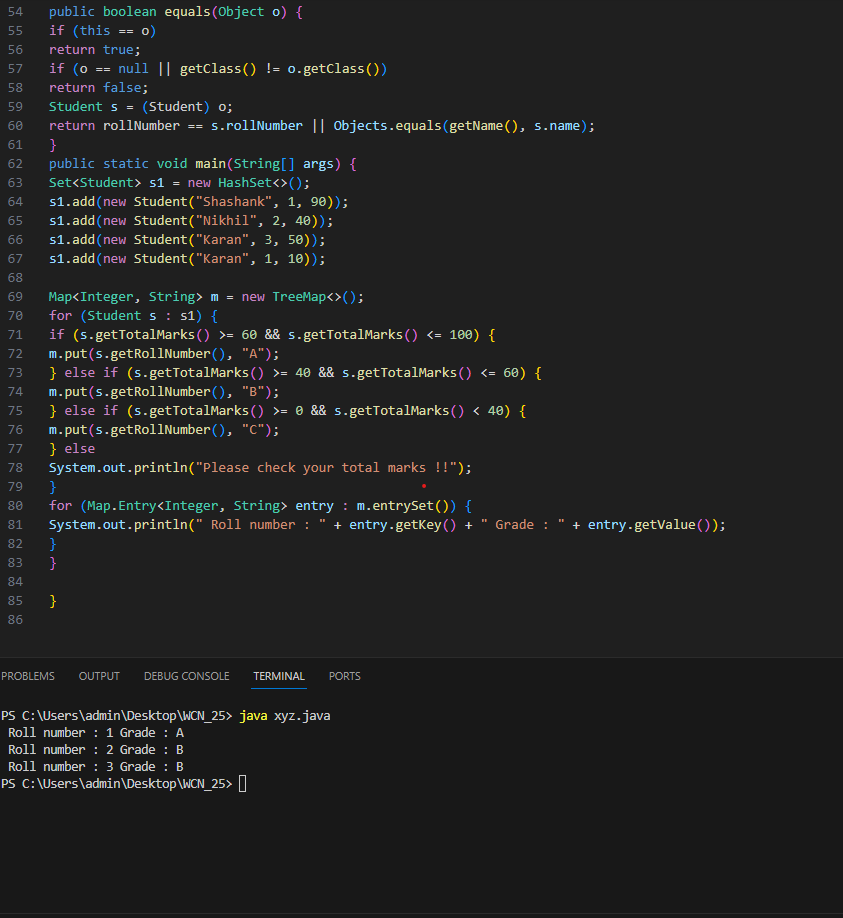 54 public boolean equals(Object o) {
55 if (this == o)
56 return true;
57 if (o == null || getClass() != o.getClass())
58 return false;
59 Student s = (Student) o;
60 return rollNumber == s.rollNumber || Objects.equals(getName(), s.name);
61 }
62 public static void main(String[] args) {
63 Set<Student> s1 = new HashSet<>();
64 s1.add(new Student("Shashank", 1, 90));
65 s1.add(new Student("Nikhil", 2, 40));
66 s1.add(new Student("Karan", 3, 50));
67 s1.add(new Student("Karan", 1, 10));
68
69 Map<Integer, String> m = new TreeMap<>();
70 for (Student s : s1) {
71 if (s.getTotalMarks() >= 60 && s.getTotalMarks() <= 100) {
72 m.put(s.getRollNumber(), "A");
73 } else if (s.getTotalMarks() >= 40 && s.getTotalMarks() <= 60) {
74 m.put(s.getRollNumber(), "B");
75 } else if (s.getTotalMarks() >= 0 && s.getTotalMarks() < 40) {
76 m.put(s.getRollNumber(), "C");
77 } else
78 System.out.println("Please check your total marks !!");
79 }
80 for (Map.Entry<Integer, String> entry : m.entrySet()) {
81 System.out.println(" Roll number : " + entry.getKey() + " Grade : " + entry.getValue());
82 }
83 }
84
85 }
86
PROBLEMS OUTPUT DEBUG CONSOLE TERMINAL PORTS
PS C:\Users\admin\Desktop\WCN_25> java xyz.java
Roll number : 1 Grade : A
Roll number : 2 Grade : B
Roll number : 3 Grade : B
PS C:\Users\admin\Desktop\WCN_25>